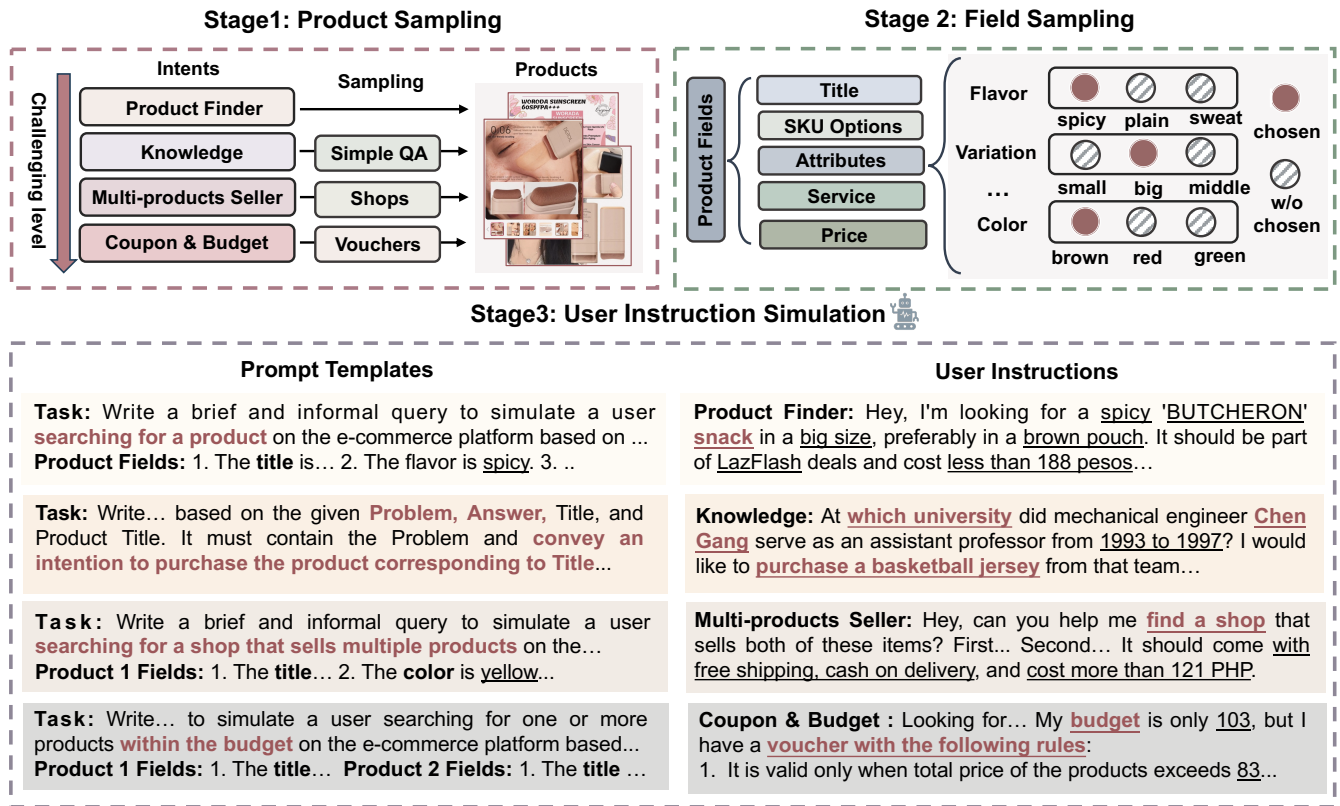 Stage1: Product Sampling
Intents
Sampling
Products
Challenging level
Product Finder
Knowledge
Simple QA
Multi-products Seller
Shops
Coupon & Budget
Vouchers
WORODA SUNSCREEN
60SPFPA+++
Stage 2: Field Sampling
Product Fields
Title
SKU Options
Attributes
Service
Price
Flavor
spicy plain sweat
Variation
small big middle
...
Color
brown red green
chosen
w/o
chosen
Stage3: User Instruction Simulation
Prompt Templates
Task: Write a brief and informal query to simulate a user
searching for a product on the e-commerce platform based on ...
Product Fields: 1. The title is… 2. The flavor is spicy. 3. ..
Task: Write… based on the given Problem, Answer, Title, and
Product Title. It must contain the Problem and convey an
intention to purchase the product corresponding to Title...
Task: Write a brief and informal query to simulate a user
searching for a shop that sells multiple products on the…
Product 1 Fields: 1. The title… 2. The color is yellow...
Task: Write… to simulate a user searching for one or more
products within the budget on the e-commerce platform based...
Product 1 Fields: 1. The title… Product 2 Fields: 1. The title …
User Instructions
Product Finder: Hey, I'm looking for a spicy 'BUTCHERON'
snack in a big size, preferably in a brown pouch. It should be part
of LazFlash deals and cost less than 188 pesos…
Knowledge: At which university did mechanical engineer Chen
Gang serve as an assistant professor from 1993 to 1997? I would
like to purchase a basketball jersey from that team…
Multi-products Seller: Hey, can you help me find a shop that
sells both of these items? First... Second… It should come with
free shipping, cash on delivery, and cost more than 121 PHP.
Coupon & Budget : Looking for… My budget is only 103, but I
have a voucher with the following rules:
1. It is valid only when total price of the products exceeds 83...